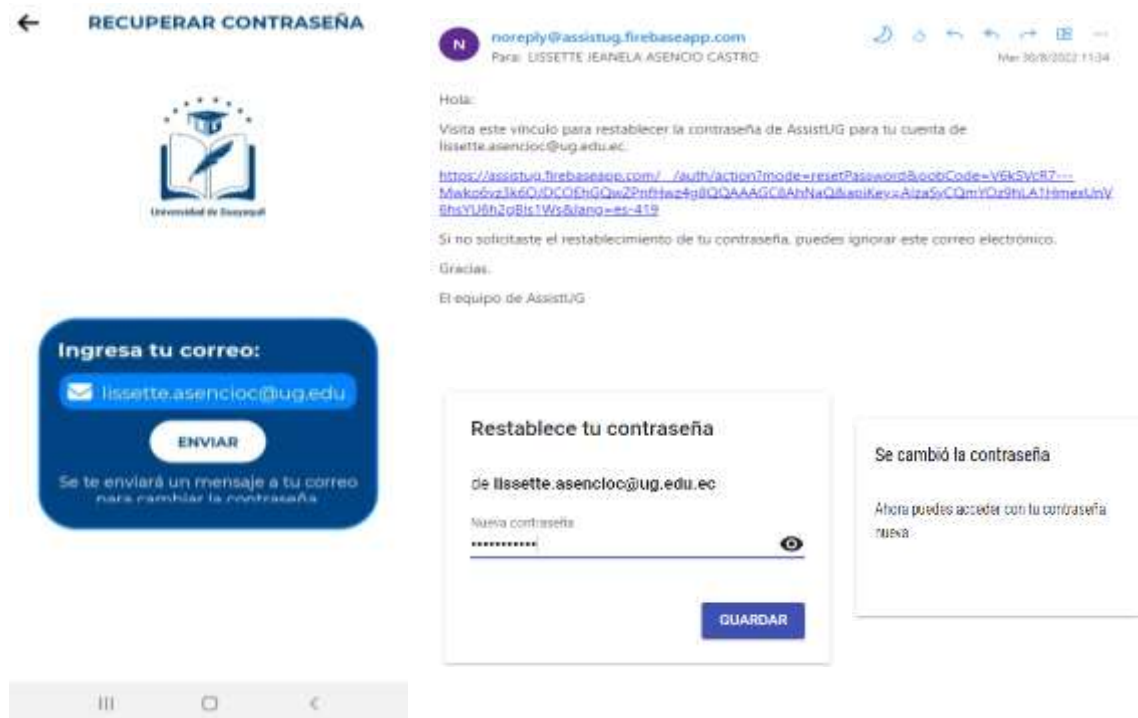 RECUPERAR CONTRASEÑA
Universidad de Guayaquil
Ingresa tu correo:
lissette.asencioc@ug.edu
ENVIAR
Se te enviará un mensaje a tu correo
para cambiar la contraseña
N
noreply@assistug.firebaseapp.com
Para: LISSETTE JEANELA ASENCIO CASTRO
Mar 30/8/2022 11:34
Hola:
Visita este vínculo para restablecer la contraseña de AssistUG para tu cuenta de
lissette.asencioc@ug.edu.ec.
Si no solicitaste el restablecimiento de tu contraseña, puedes ignorar este correo electrónico.
Gracias.
El equipo de AssistUG
Restablece tu contraseña
de lissette.asencioc@ug.edu.ec
Nueva contraseña
GUARDAR
Se cambió la contraseña
Ahora puedes acceder con tu contraseña
nueva